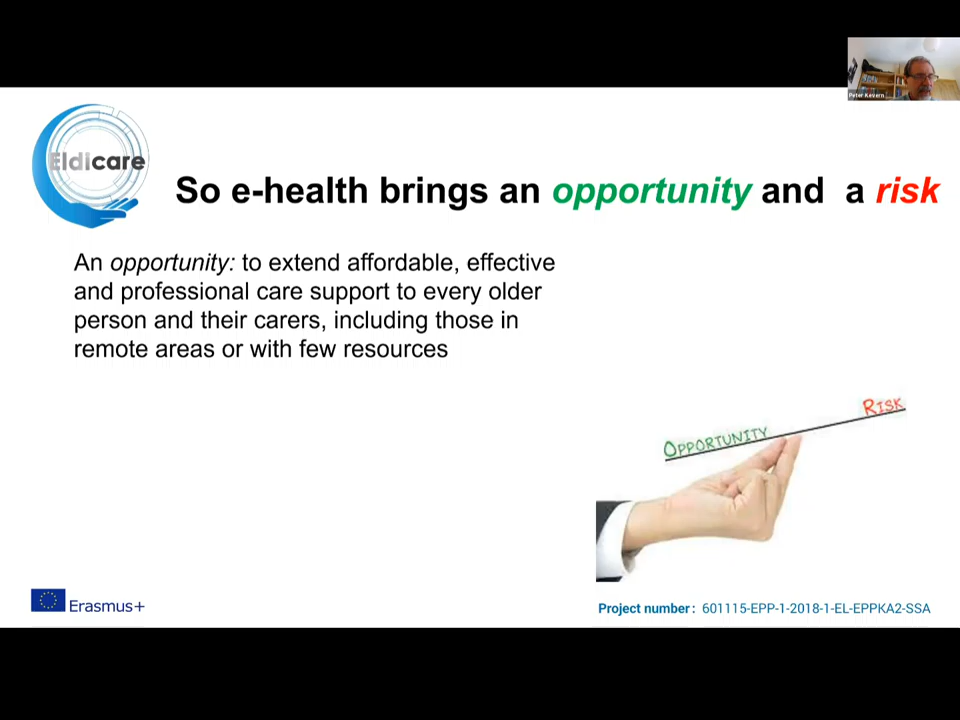 Peter Kevern
Eldicare
So e-health brings an opportunity and a risk
An opportunity: to extend affordable, effective
and professional care support to every older
person and their carers, including those in
remote areas or with few resources
RISK
OPPORTUNITY
Erasmus+
Project number: 601115-EPP-1-2018-1-EL-EPPKA2-SSA